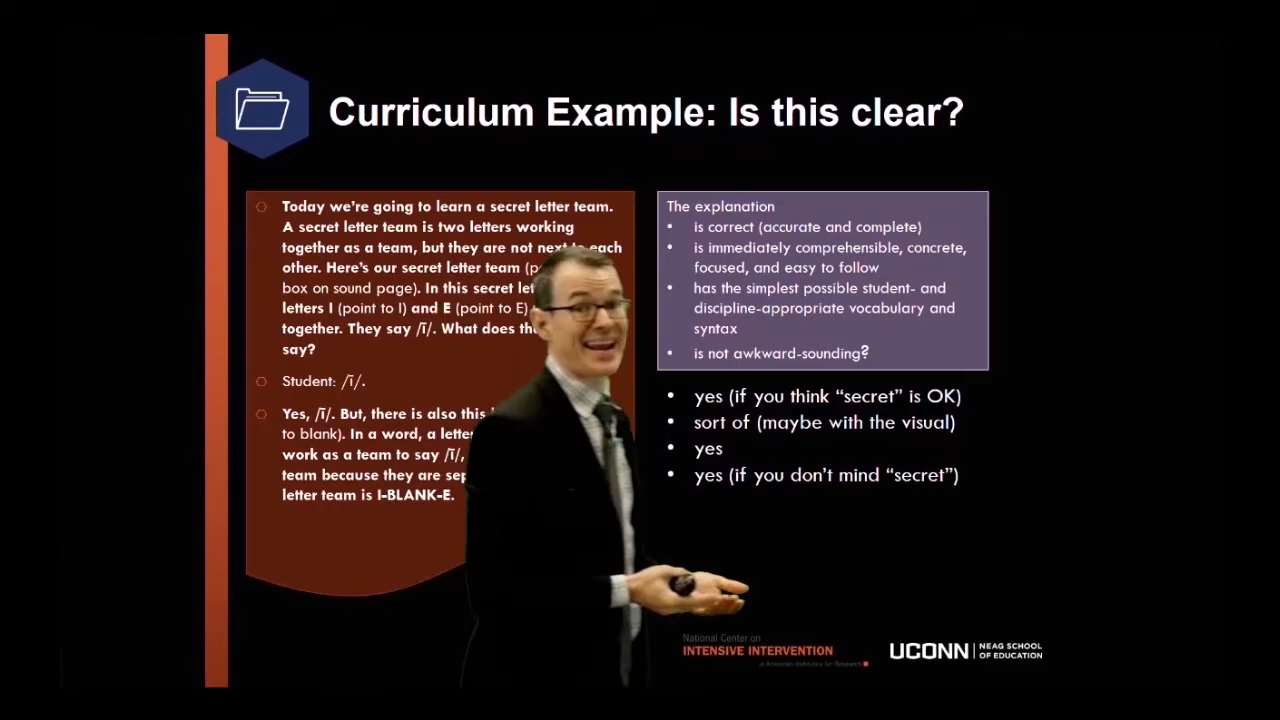 Curriculum Example: Is this clear?
Today we're going to learn a secret letter team.
A secret letter team is two letters working
together as a team, but they are not next to each
other. Here's our secret letter team
box on sound page). In this secret
letters I (point to I) and E (point to E)
together. They say /ī/. What does
say?
Student: /ī/.
Yes, /ī/. But, there is also this
to blank). In a word, a
work as a team to say /ī/,
team because they are
letter team is I-BLANK-E.
The explanation
• is correct (accurate and complete)
• is immediately comprehensible, concrete,
focused, and easy to follow
• has the simplest possible student- and
discipline-appropriate vocabulary and
syntax
• is not awkward-sounding?
• yes (if you think “secret” is OK)
• sort of (maybe with the visual)
• yes
• yes (if you don't mind “secret”)
National Center on
INTENSIVE INTERVENTION
at American Institutes for Research
UCONN | NEAG SCHOOL
OF EDUCATION